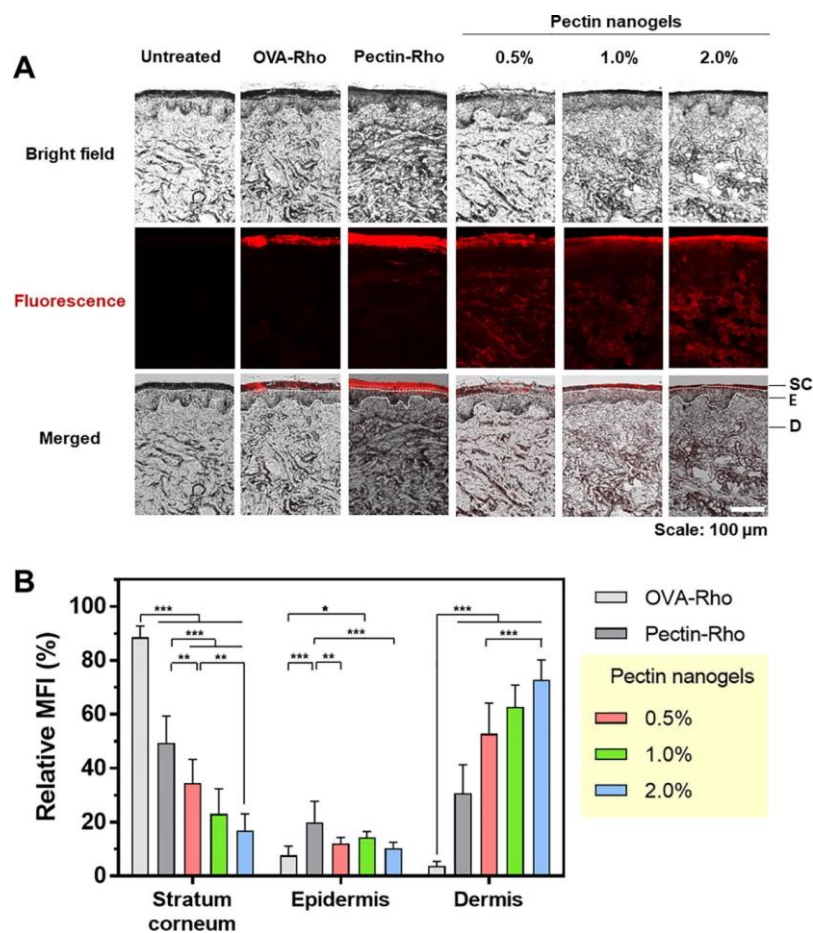 Pectin nanogels
A
Untreated OVA-Rho Pectin-Rho 0.5% 1.0% 2.0%
Bright field
Fluorescence
Merged
SC
E
D
Scale: 100 µm
B
Relative MFI (%)
100
80
60
40
20
0
*** *** ** **
* *** *** **
*** ***
Stratum corneum
Epidermis
Dermis
OVA-Rho
Pectin-Rho
Pectin nanogels
0.5%
1.0%
2.0%